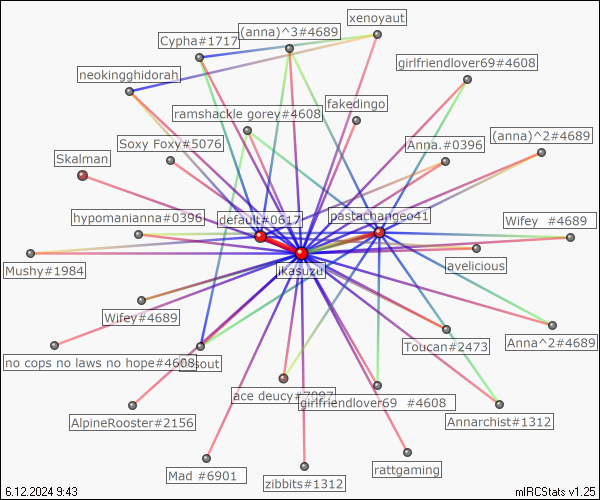 xenoyaut
(anna)^3#4689
Cypha#1717
girlfriendlover69#4608
neokingghidorah
fakedingo
ramshackle gorey#4608
(anna)^2#4689
Soxy Foxy#5076
Anna.#0396
Skalman
hypomanianna#0396
default#0617
pastachangeo41
Wifey #4689
Mushy#1984
ikasuzu
avelicious
Wifey#4689
Toucan#2473
Anna^2#4689
no cops no laws no hope#4608
sout
ace deucy#7007
girlfriendlover69 #4608
AlpineRooster#2156
Annarchist#1312
Mad #6901
zibbits#1312
rattgaming
6.12.2024 9:43
mIRCStats v1.25